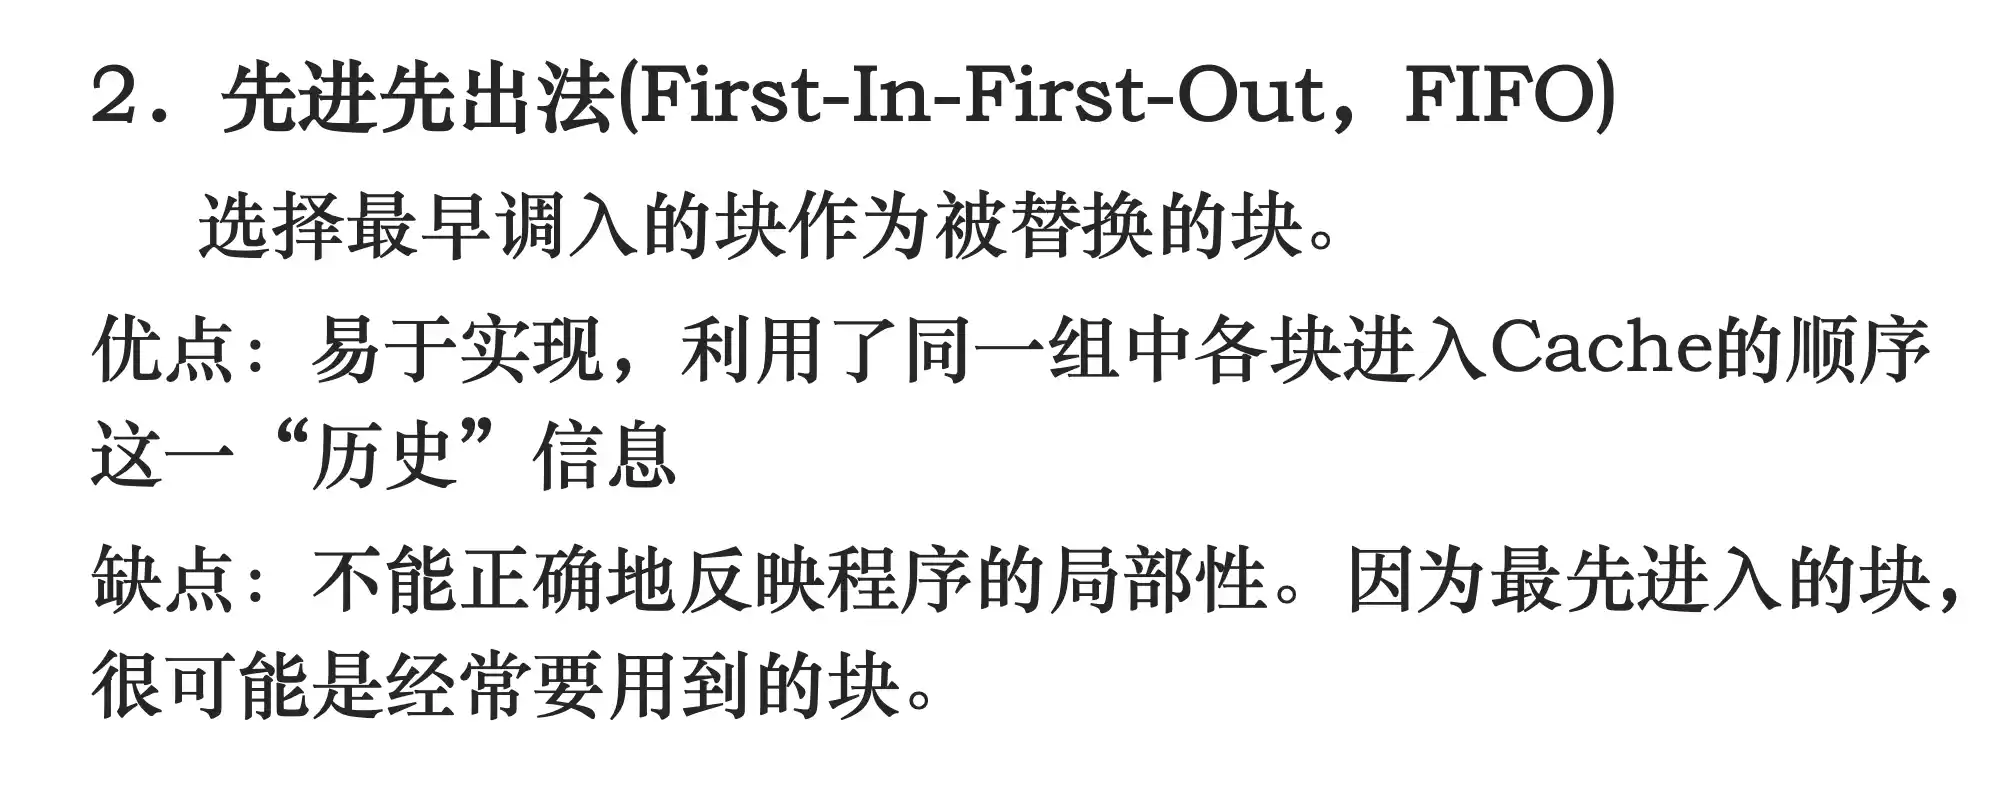 2. 先进先出法(First-In-First-Out，FIFO)
选择最早调入的块作为被替换的块。
优点：易于实现，利用了同一组中各块进入Cache的顺序
这一“历史”信息
缺点：不能正确地反映程序的局部性。因为最先进入的块，
很可能是经常要用到的块。